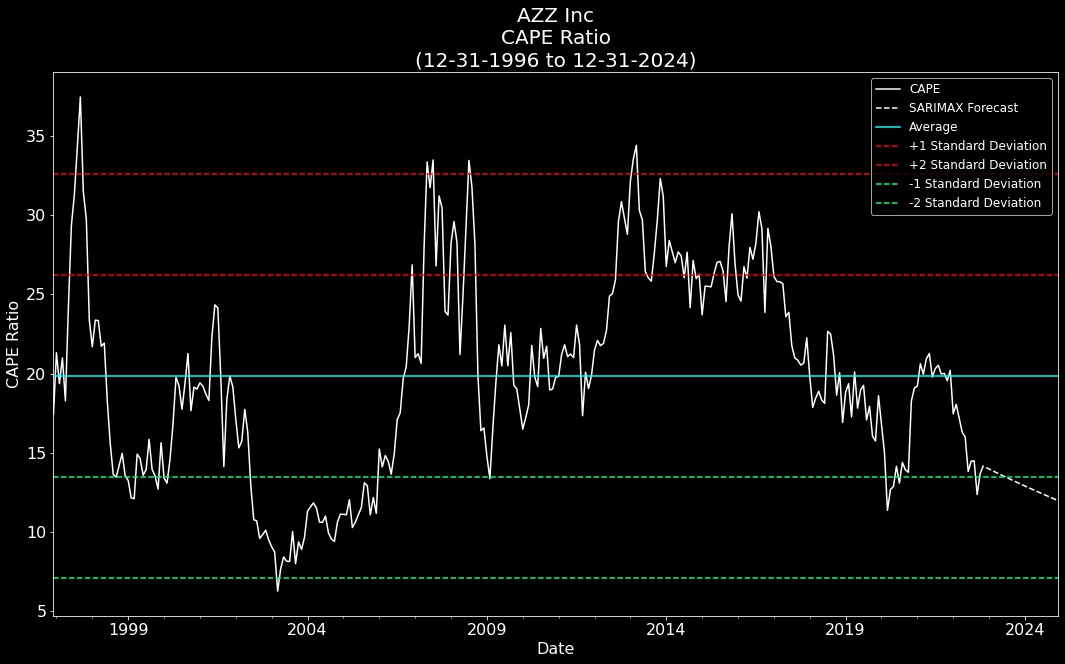 AZZ Inc
CAPE Ratio
(12-31-1996 to 12-31-2024)
CAPE
SARIMAX Forecast
Average
+1 Standard Deviation
+2 Standard Deviation
-1 Standard Deviation
-2 Standard Deviation
CAPE Ratio
35
30
25
20
15
10
5
1999
2004
2009
2014
2019
2024
Date